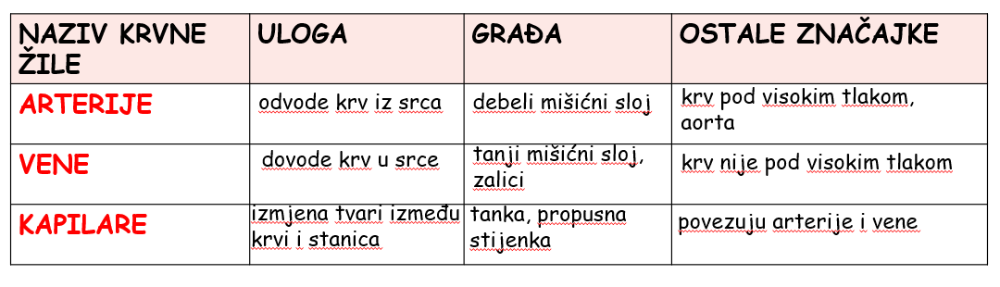 NAZIV KRVNE
ŽILE
ULOGA
GRAĐA
OSTALE ZNAČAJKE
ARTERIJE
odvode krv iz srca
debeli mišićni sloj
krv pod visokim tlakom,
aorta
VENE
dovode krv u srce
tanji mišićni sloj,
zalici
krv nije pod visokim tlakom
KAPILARE
izmjena tvari između
krvi i stanica
tanka, propusna
stijenka
povezuju arterije i vene